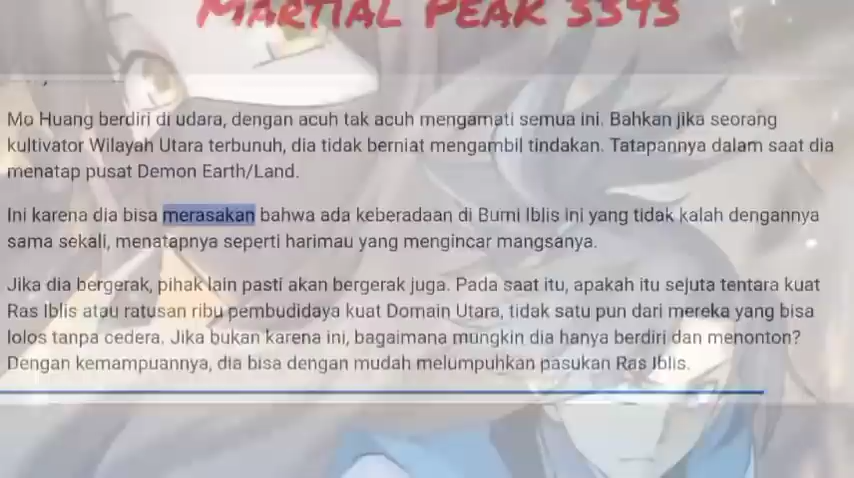 MARTIAL PEAK 3393
Mo Huang berdiri di udara, dengan acuh tak acuh mengamati semua ini. Bahkan jika seorang
kultivator Wilayah Utara terbunuh, dia tidak berniat mengambil tindakan. Tatapannya dalam saat dia
menatap pusat Demon Earth/Land.
Ini karena dia bisa merasakan bahwa ada keberadaan di Bumi Iblis ini yang tidak kalah dengannya
sama sekali, menatapnya seperti harimau yang mengincar mangsanya.
Jika dia bergerak, pihak lain pasti akan bergerak juga. Pada saat itu, apakah itu sejuta tentara kuat
Ras Iblis atau ratusan ribu pembudidaya kuat Domain Utara, tidak satu pun dari mereka yang bisa
lolos tanpa cedera. Jika bukan karena ini, bagaimana mungkin dia hanya berdiri dan menonton?
Dengan kemampuannya, dia bisa dengan mudah melumpuhkan pasukan Ras Iblis.